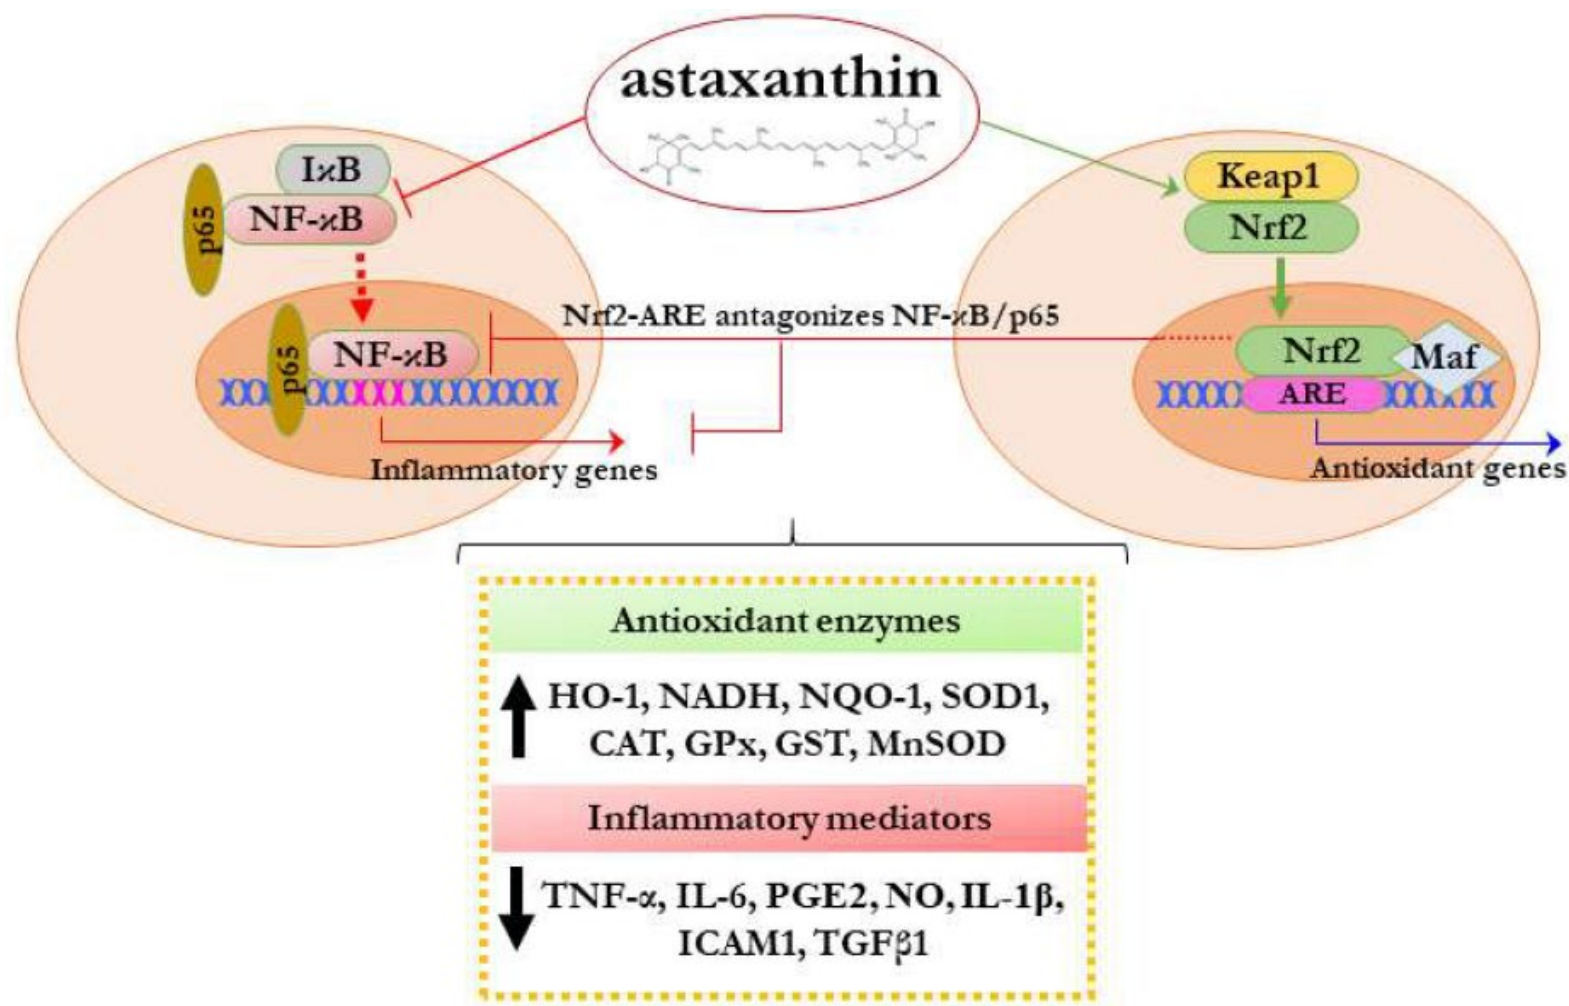 astaxanthin
IϰB
NF-ϰB
p65
Keap1
Nrf2
Nrf2-ARE antagonizes NF-ϰB/p65
p65
NF-ϰB
Nrf2
Maf
ARE
Inflammatory genes
Antioxidant genes
Antioxidant enzymes
HO-1, NADH, NQO-1, SOD1,
CAT, GPx, GST, MnSOD
Inflammatory mediators
TNF-α, IL-6, PGE2, NO, IL-1β,
ICAM1, TGFβ1